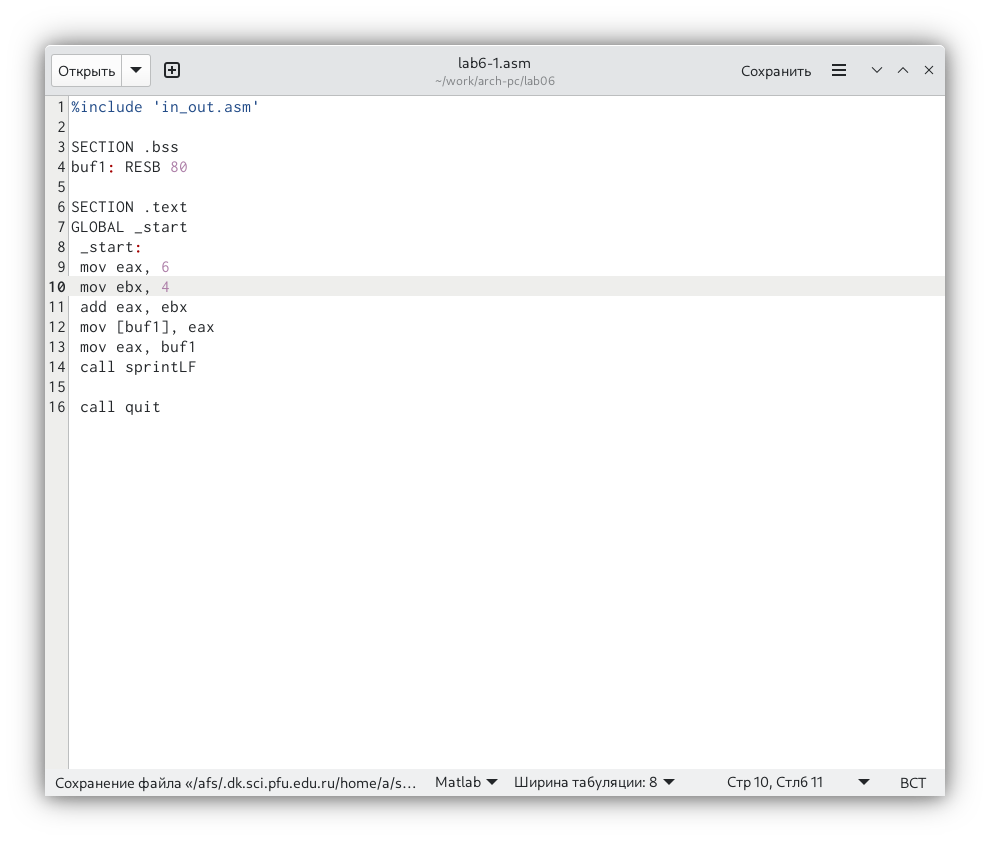 Открыть
lab6-1.asm
~/work/arch-pc/lab06
Сохранить
1 %include 'in_out.asm'
2
3 SECTION .bss
4 buf1: RESB 80
5
6 SECTION .text
7 GLOBAL _start
8 _start:
9 mov eax, 6
10 mov ebx, 4
11 add eax, ebx
12 mov [buf1], eax
13 mov eax, buf1
14 call sprintLF
15
16 call quit
Сохранение файла «/afs/.dk.sci.pfu.edu.ru/home/a/s… Matlab Ширина табуляции: 8 Стр 10, Стлб 11 ВСТ